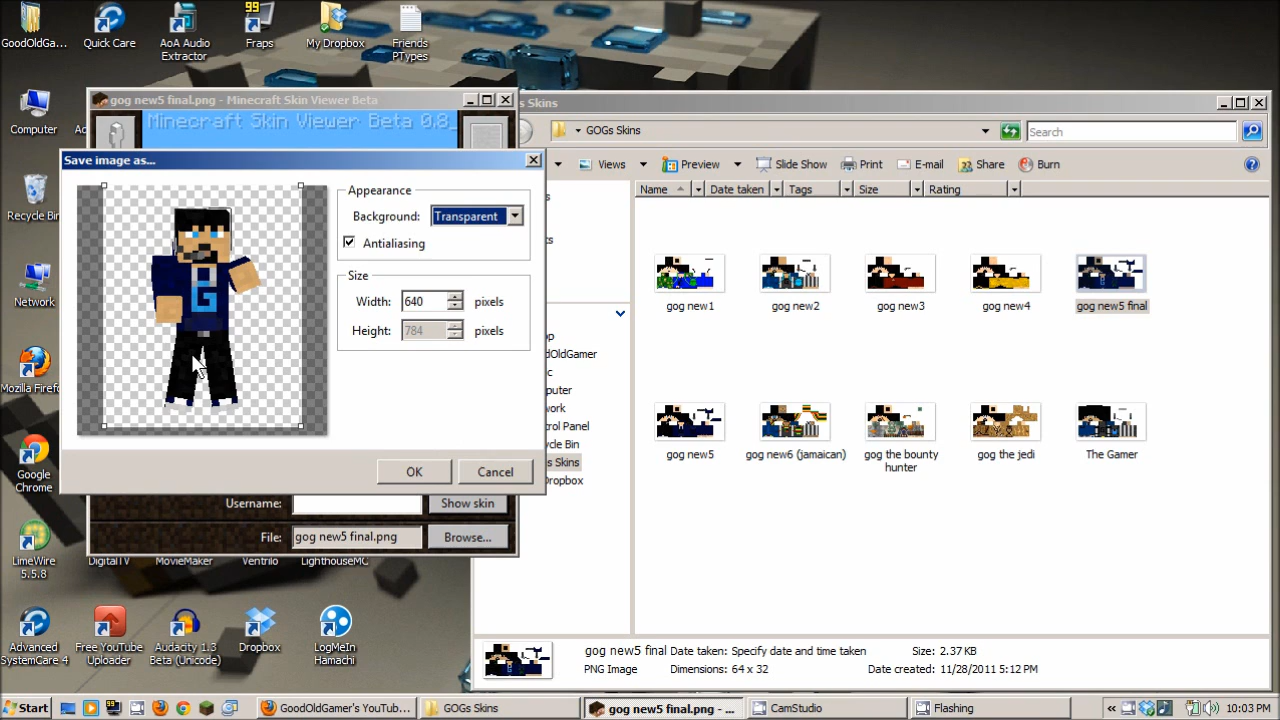 GoodOldGa...
Quick Care
AoA Audio
Extractor
99
Fraps
My Dropbox
Friends
PTypes
Computer
Recycle Bin
Network
Mozilla Firefo
Google
Chrome
LimeWire
5.5.8
DigitalTV
MovieMaker
Ventrilo
LighthouseMC
Advanced
SystemCare 4
Free YouTube
Uploader
Audacity 1.3
Beta (Unicode)
Dropbox
LogMeIn
Hamachi
gog new5 final.png - Minecraft Skin Viewer Beta
Minecraft Skin Viewer Beta 0.8_
Save image as...
Appearance
Background: Transparent
Antialiasing
Size
Width: 640 pixels
Height: 784 pixels
G
OK Cancel
Username: Show skin
File: gog new5 final.png Browse...
s Skins
GOGs Skins Search
Views Preview Slide Show Print E-mail Share Burn
Name Date taken Tags Size Rating
dOldGamer
puter
work
trol Panel
ycle Bin
s Skins
Dropbox
gog new1 gog new2 gog new3 gog new4 gog new5 final
gog new5 gog new6 (jamaican) gog the bounty
hunter gog the jedi The Gamer
gog new5 final Date taken: Specify date and time taken Size: 2.37 KB
PNG Image Dimensions: 64 x 32 Date created: 11/28/2011 5:12 PM
Start GoodOldGamer's YouTub... GOGs Skins gog new5 final.png - ... CamStudio Flashing « 10:03 PM